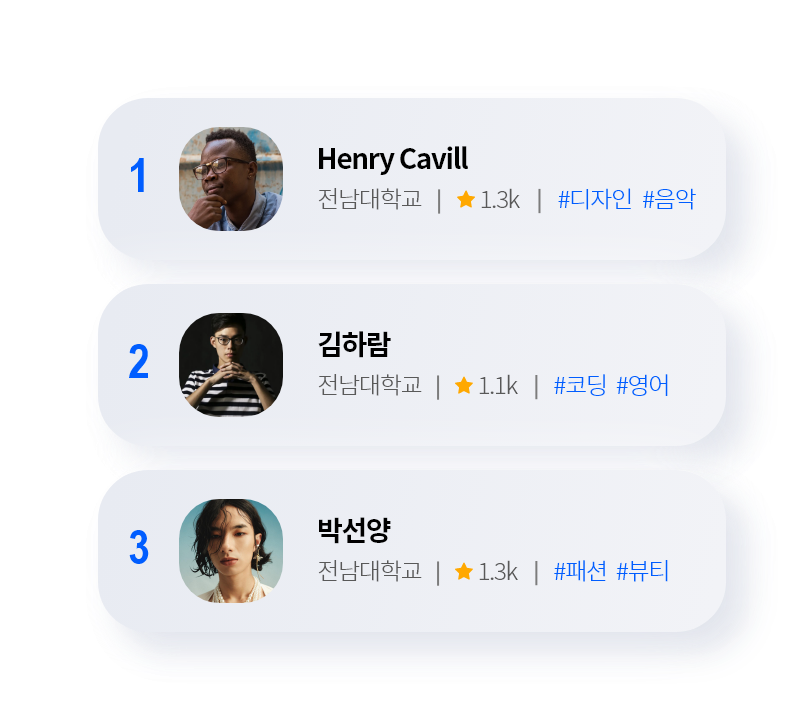 1
Henry Cavill
전남대학교 | ★ 1.3k | #디자인 #음악
2
김하람
전남대학교 | ★ 1.1k | #코딩 #영어
3
박선양
전남대학교 | ★ 1.3k | #패션 #뷰티